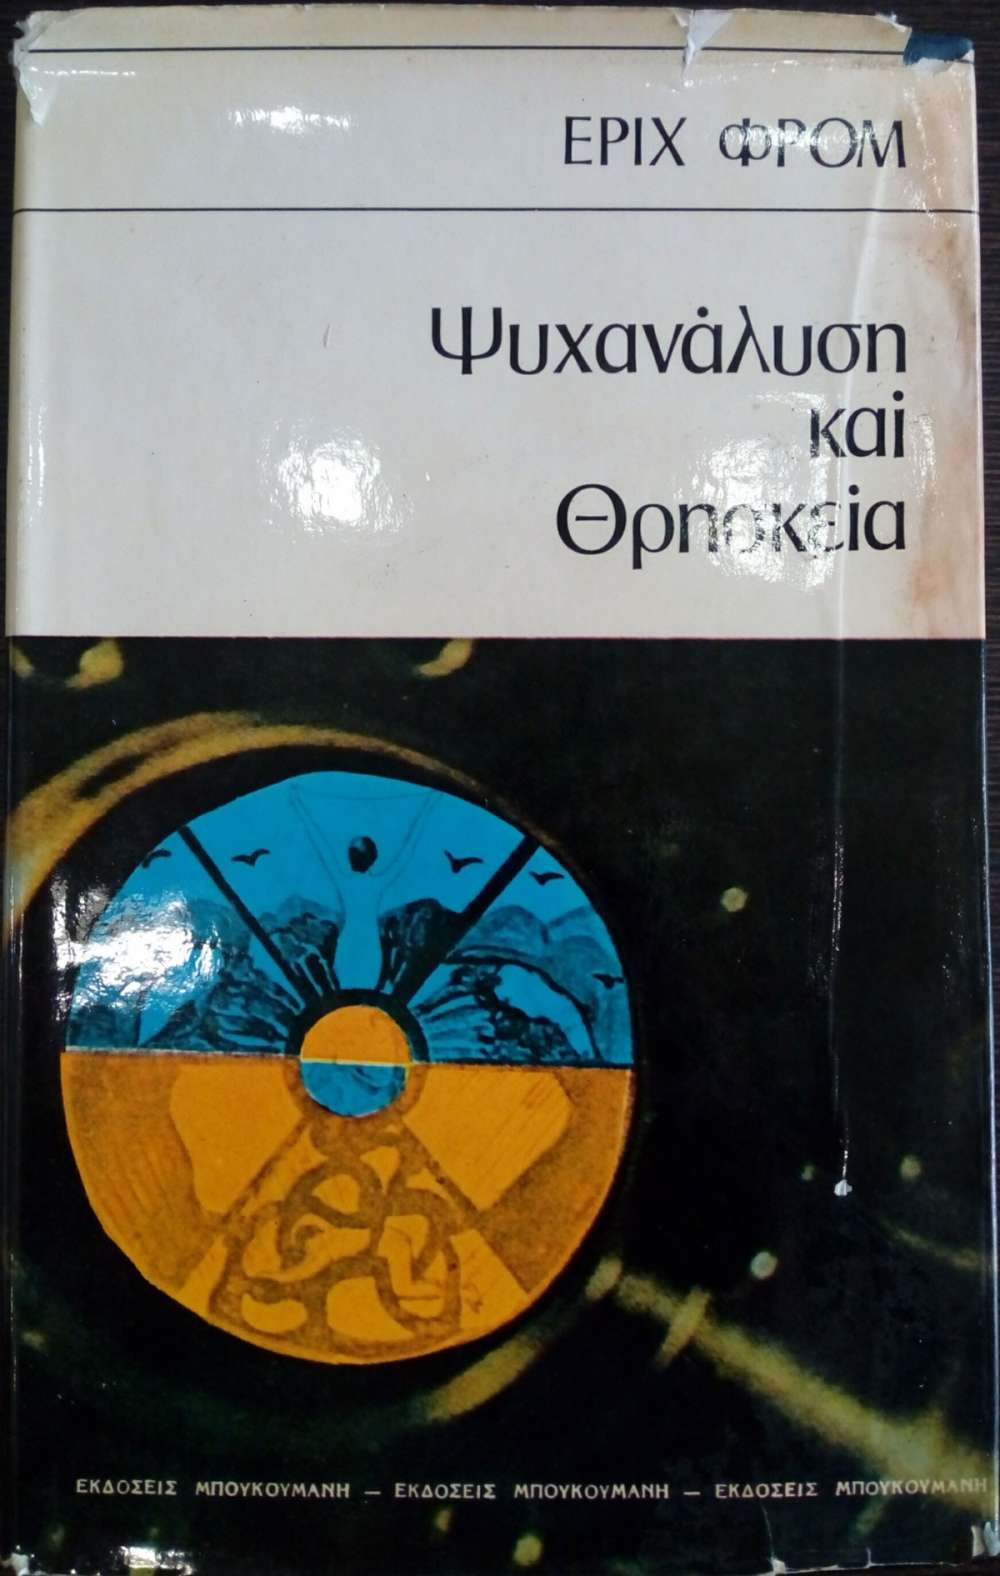 ΕΡΙΧ ΦΡΟΜ
Ψυχανάλυση
καί
Θρησκεία
ΕΚΔΟΣΕΙΣ ΜΠΟΥΚΟΥΜΑΝΗ — ΕΚΔΟΣΕΙΣ ΜΠΟΥΚΟΥΜΑΝΗ — ΕΚΔΟΣΕΙΣ ΜΠΟΥΚΟΥΜΑΝΗ